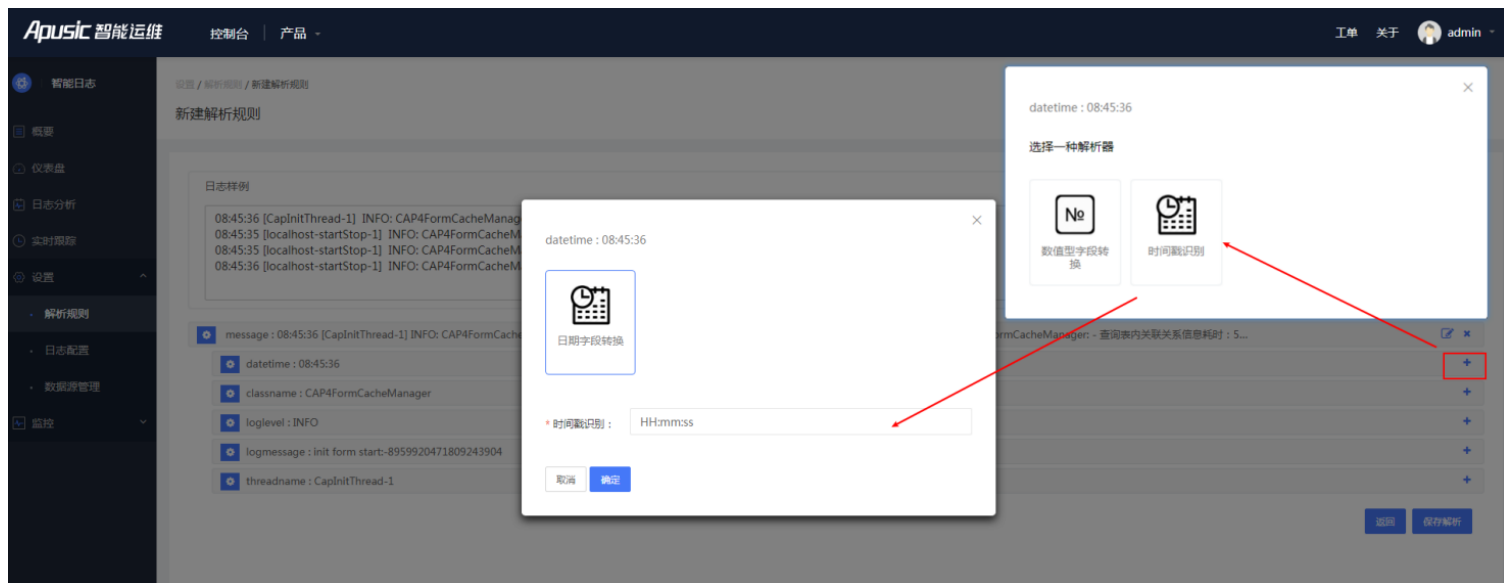 Apusic 智能运维
控制台
产品
工单
关于
admin
智能日志
概要
仪表盘
日志分析
实时跟踪
设置
解析规则
日志配置
数据源管理
监控
设置 / 解析规则 / 新建解析规则
新建解析规则
日志样例
08:45:36 [CapInitThread-1] INFO: CAP4FormCacheManag
08:45:35 [localhost-startStop-1] INFO: CAP4FormCacheM
08:45:35 [localhost-startStop-1] INFO: CAP4FormCacheM
08:45:36 [localhost-startStop-1] INFO: CAP4FormCacheM
message : 08:45:36 [CapInitThread-1] INFO: CAP4FormCache
rmCacheManager: - 查询表内关联关系信息耗时 : 5...
datetime : 08:45:36
classname : CAP4FormCacheManager
loglevel : INFO
logmessage : init form start:-8959920471809243904
threadname : CapInitThread-1
返回
保存解析
datetime : 08:45:36
日期字段转换
* 时间戳识别 :
HH:mm:ss
取消
确定
datetime : 08:45:36
选择一种解析器
№
数值型字段转
换
时间戳识别